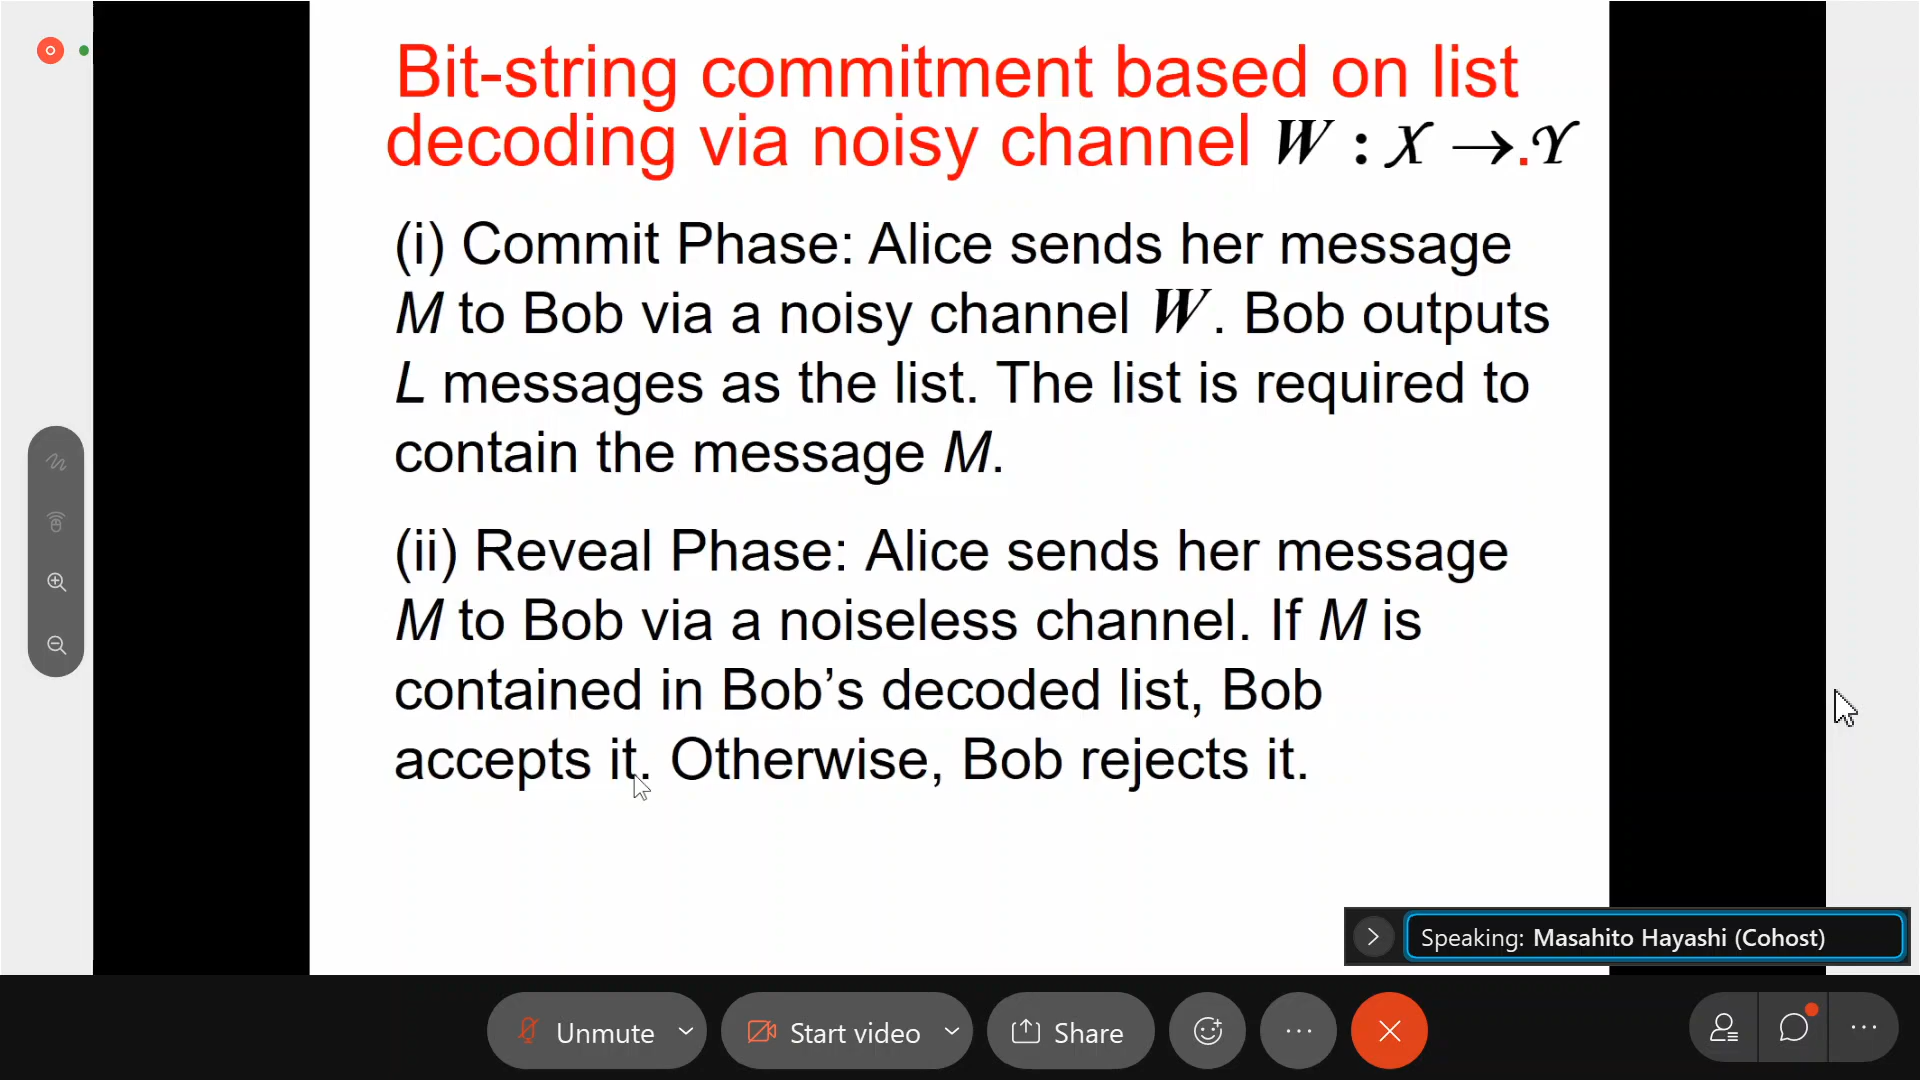 Bit-string commitment based on list
decoding via noisy channel W : X →.Y
(i) Commit Phase: Alice sends her message
M to Bob via a noisy channel W. Bob outputs
L messages as the list. The list is required to
contain the message M.
(ii) Reveal Phase: Alice sends her message
M to Bob via a noiseless channel. If M is
contained in Bob’s decoded list, Bob
accepts it. Otherwise, Bob rejects it.
Speaking: Masahito Hayashi (Cohost)
Unmute
Start video
Share